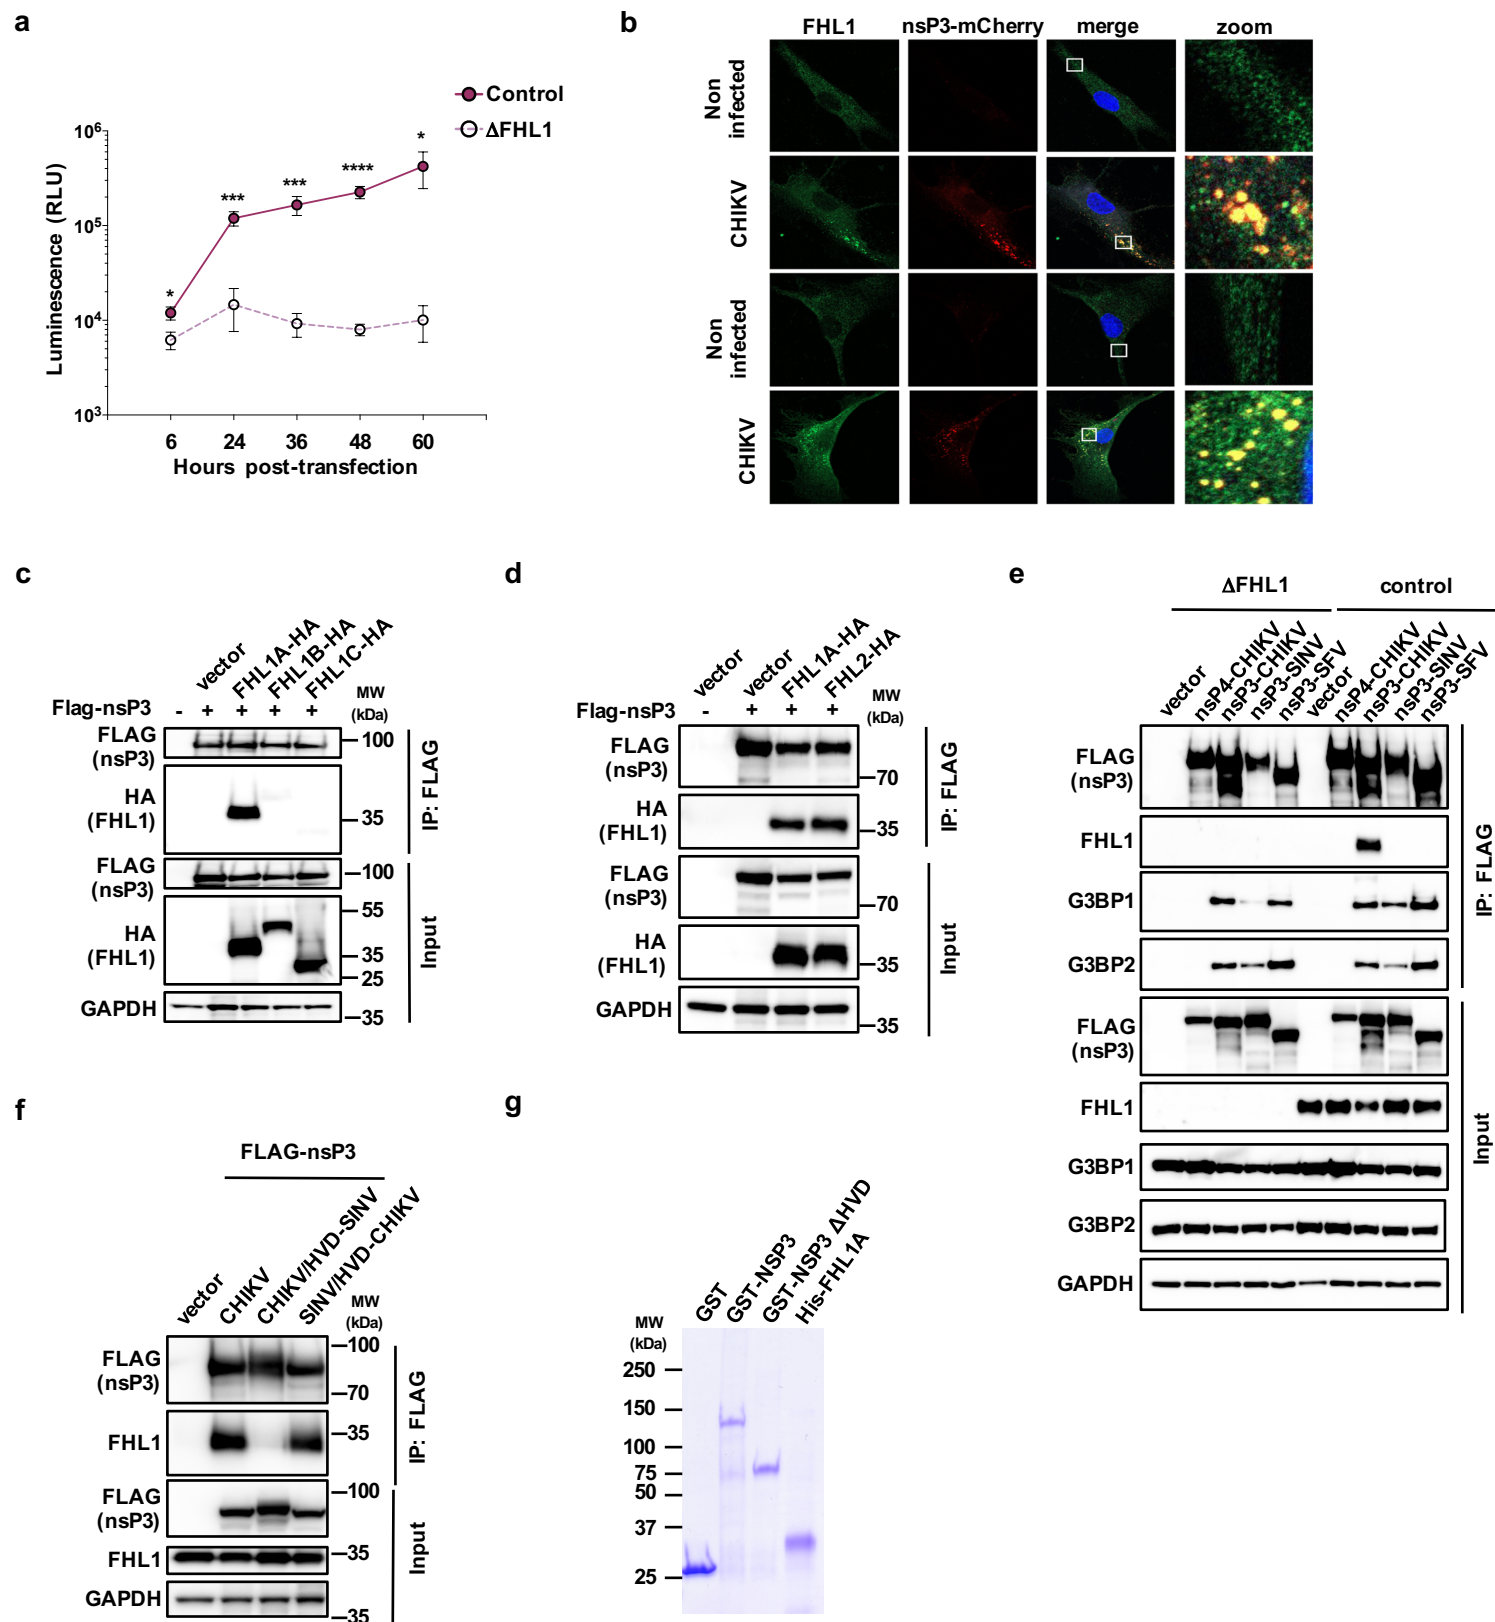 a
Control
ΔFHL1
Luminescence (RLU)
10⁶
10⁵
10⁴
10³
*
***
***
****
*
6 24 36 48 60
Hours post-transfection
b
FHL1 nsP3-mCherry merge zoom
Non infected
CHIKV
Non infected
CHIKV
c
vector
FHL1A-HA
FHL1B-HA
FHL1C-HA
MW (kDa)
Flag-nsP3 - + + + +
FLAG (nsP3)
100
HA (FHL1)
35
IP: FLAG
FLAG (nsP3)
100
HA (FHL1)
55
35
25
GAPDH
35
Input
d
vector
vector
FHL1A-HA
FHL2-HA
MW (kDa)
Flag-nsP3 - + + +
FLAG (nsP3)
70
HA (FHL1)
35
IP: FLAG
FLAG (nsP3)
70
HA (FHL1)
35
GAPDH
35
Input
e
ΔFHL1 control
vector
nsP4-CHIKV
nsP3-CHIKV
nsP3-SINV
nsP3-SFV
vector
nsP4-CHIKV
nsP3-CHIKV
nsP3-SINV
nsP3-SFV
FLAG (nsP3)
FHL1
G3BP1
G3BP2
IP: FLAG
FLAG (nsP3)
FHL1
G3BP1
G3BP2
GAPDH
Input
f
FLAG-nsP3
vector
CHIKV
CHIKV/HVD-SINV
SINV/HVD-CHIKV
MW (kDa)
FLAG (nsP3)
100
70
FHL1
35
IP: FLAG
FLAG (nsP3)
100
FHL1
35
GAPDH
35
Input
g
GST
GST-NSP3
GST-NSP3 ΔHVD
His-FHL1A
MW (kDa)
250
150
100
75
50
37
25